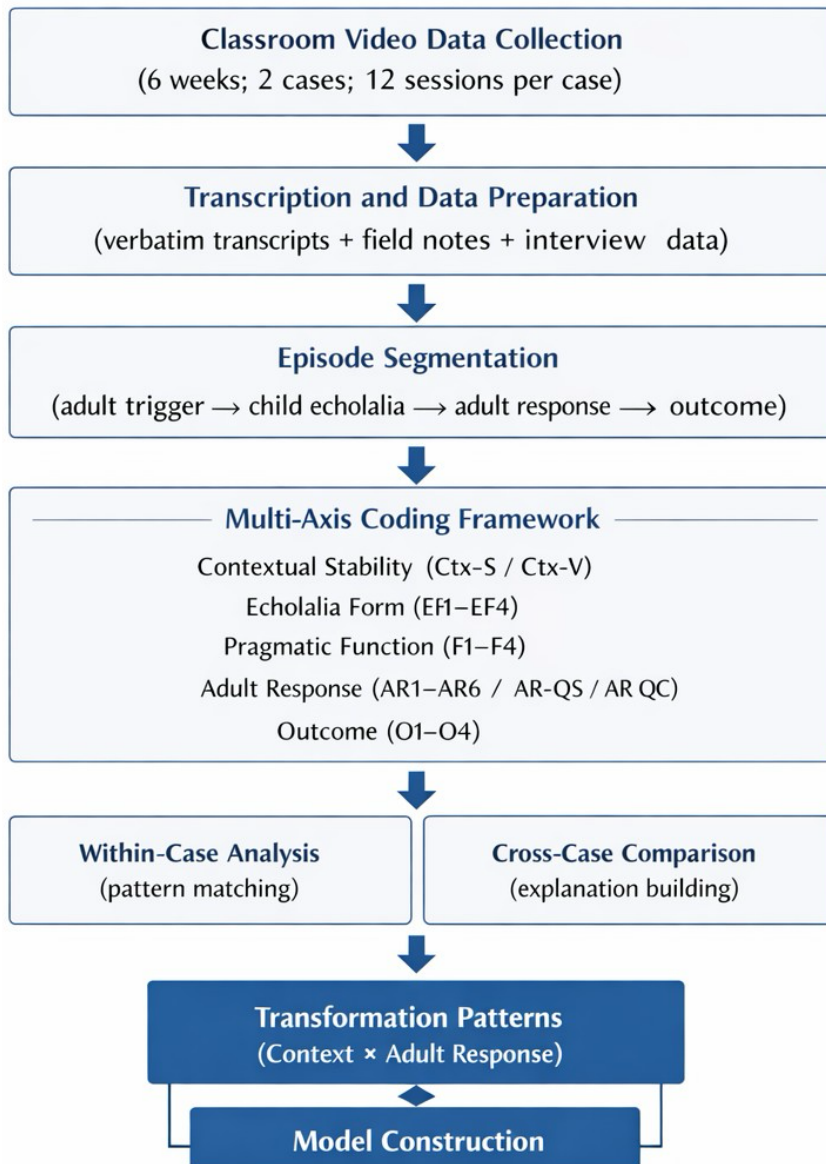 Classroom Video Data Collection
(6 weeks; 2 cases; 12 sessions per case)
Transcription and Data Preparation
(verbatim transcripts + field notes + interview data)
Episode Segmentation
(adult trigger → child echolalia → adult response → outcome)
Multi-Axis Coding Framework
Contextual Stability (Ctx-S / Ctx-V)
Echolalia Form (EF1–EF4)
Pragmatic Function (F1–F4)
Adult Response (AR1–AR6 / AR-QS / AR QC)
Outcome (O1–O4)
Within-Case Analysis
(pattern matching)
Cross-Case Comparison
(explanation building)
Transformation Patterns
(Context × Adult Response)
Model Construction